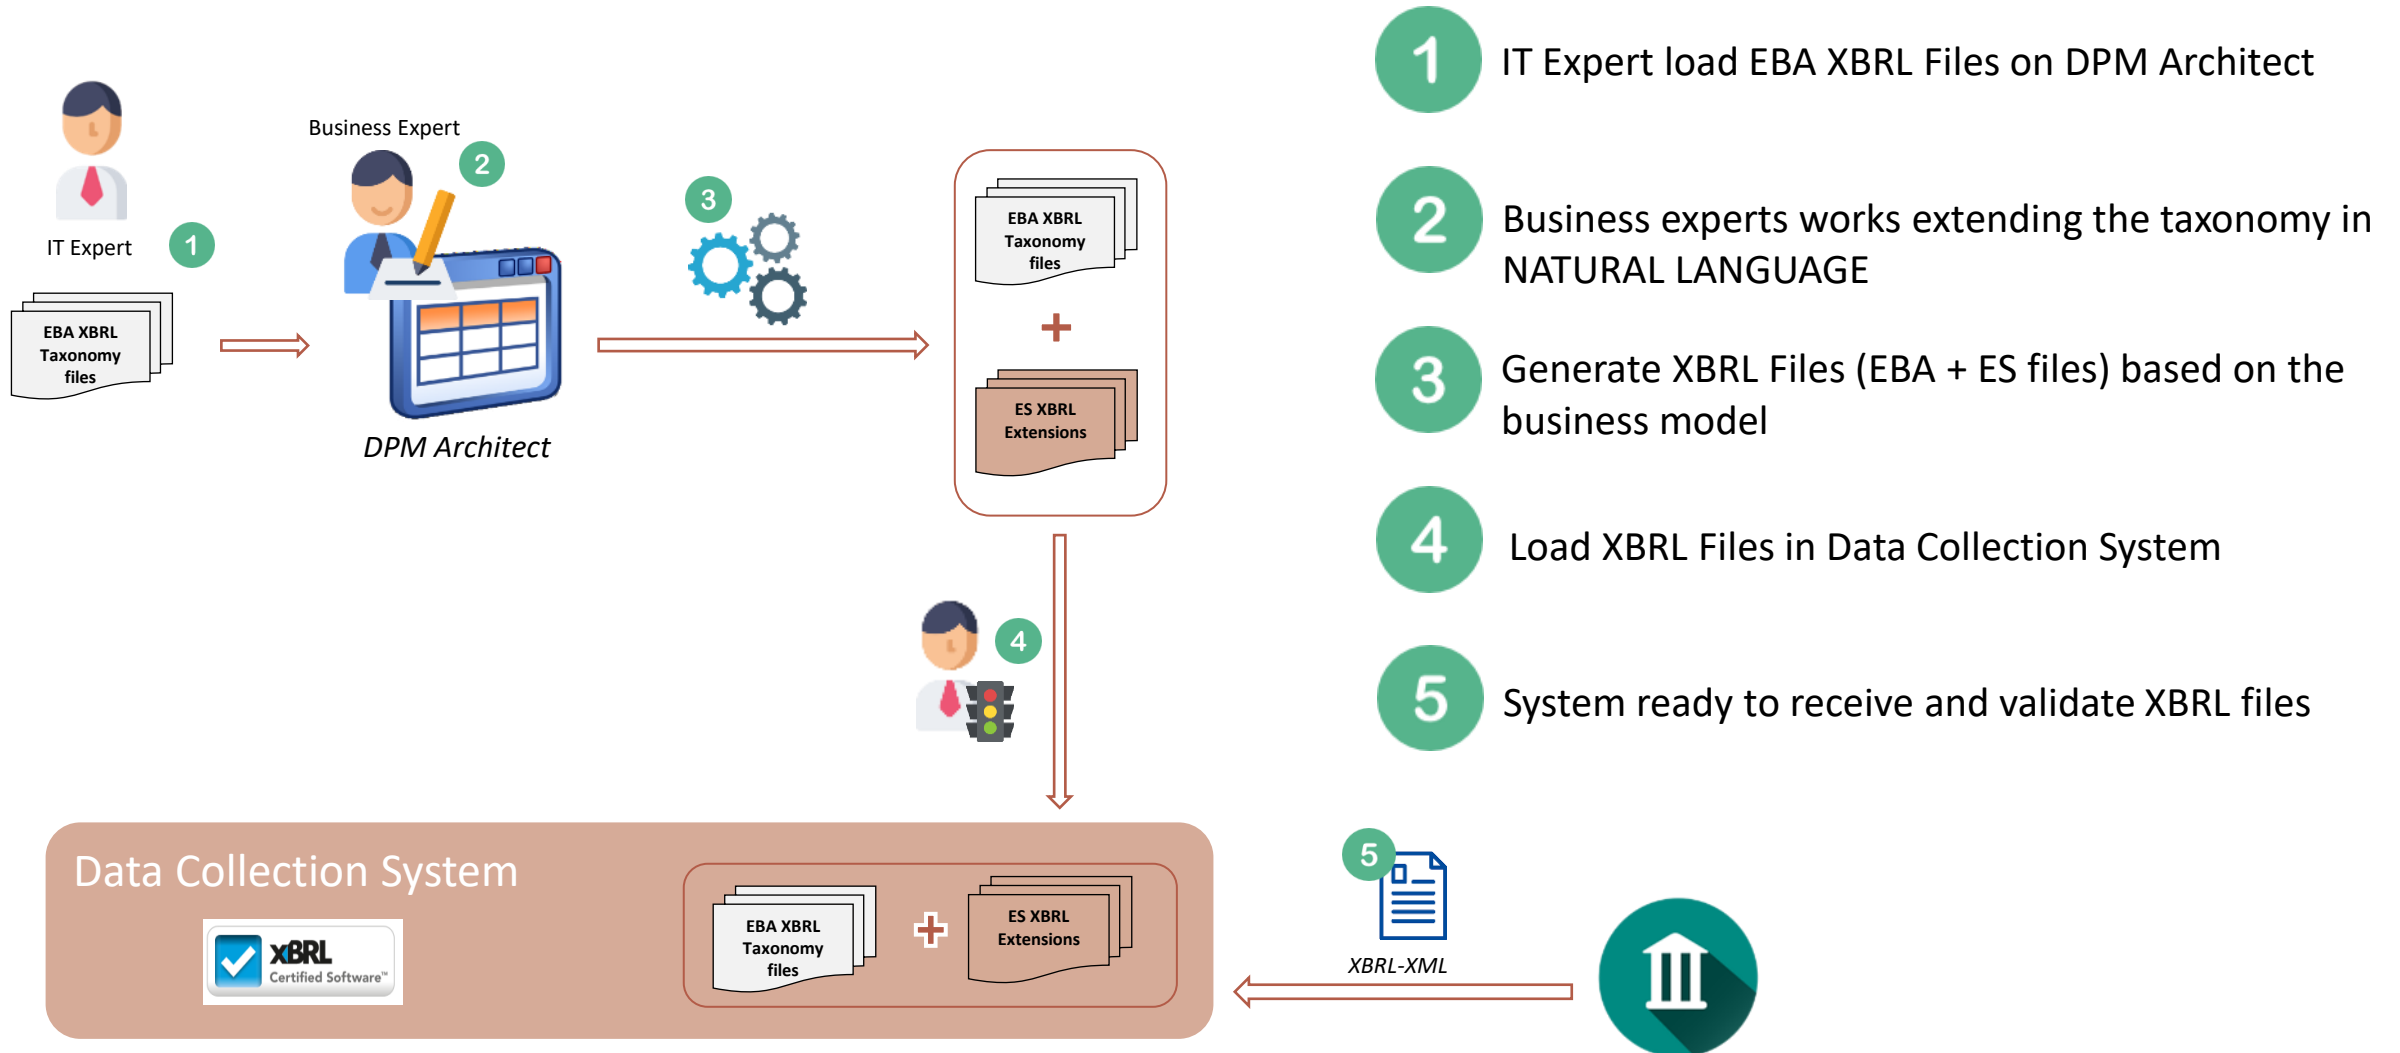 Business Expert
2
IT Expert
1
EBA XBRL
Taxonomy
files
DPM Architect
3
EBA XBRL
Taxonomy
files
+
ES XBRL
Extensions
4
Data Collection System
XBRL
Certified Software™
EBA XBRL
Taxonomy
files
+
ES XBRL
Extensions
5
XBRL-XML
1
IT Expert load EBA XBRL Files on DPM Architect
2
Business experts works extending the taxonomy in
NATURAL LANGUAGE
3
Generate XBRL Files (EBA + ES files) based on the
business model
4
Load XBRL Files in Data Collection System
5
System ready to receive and validate XBRL files